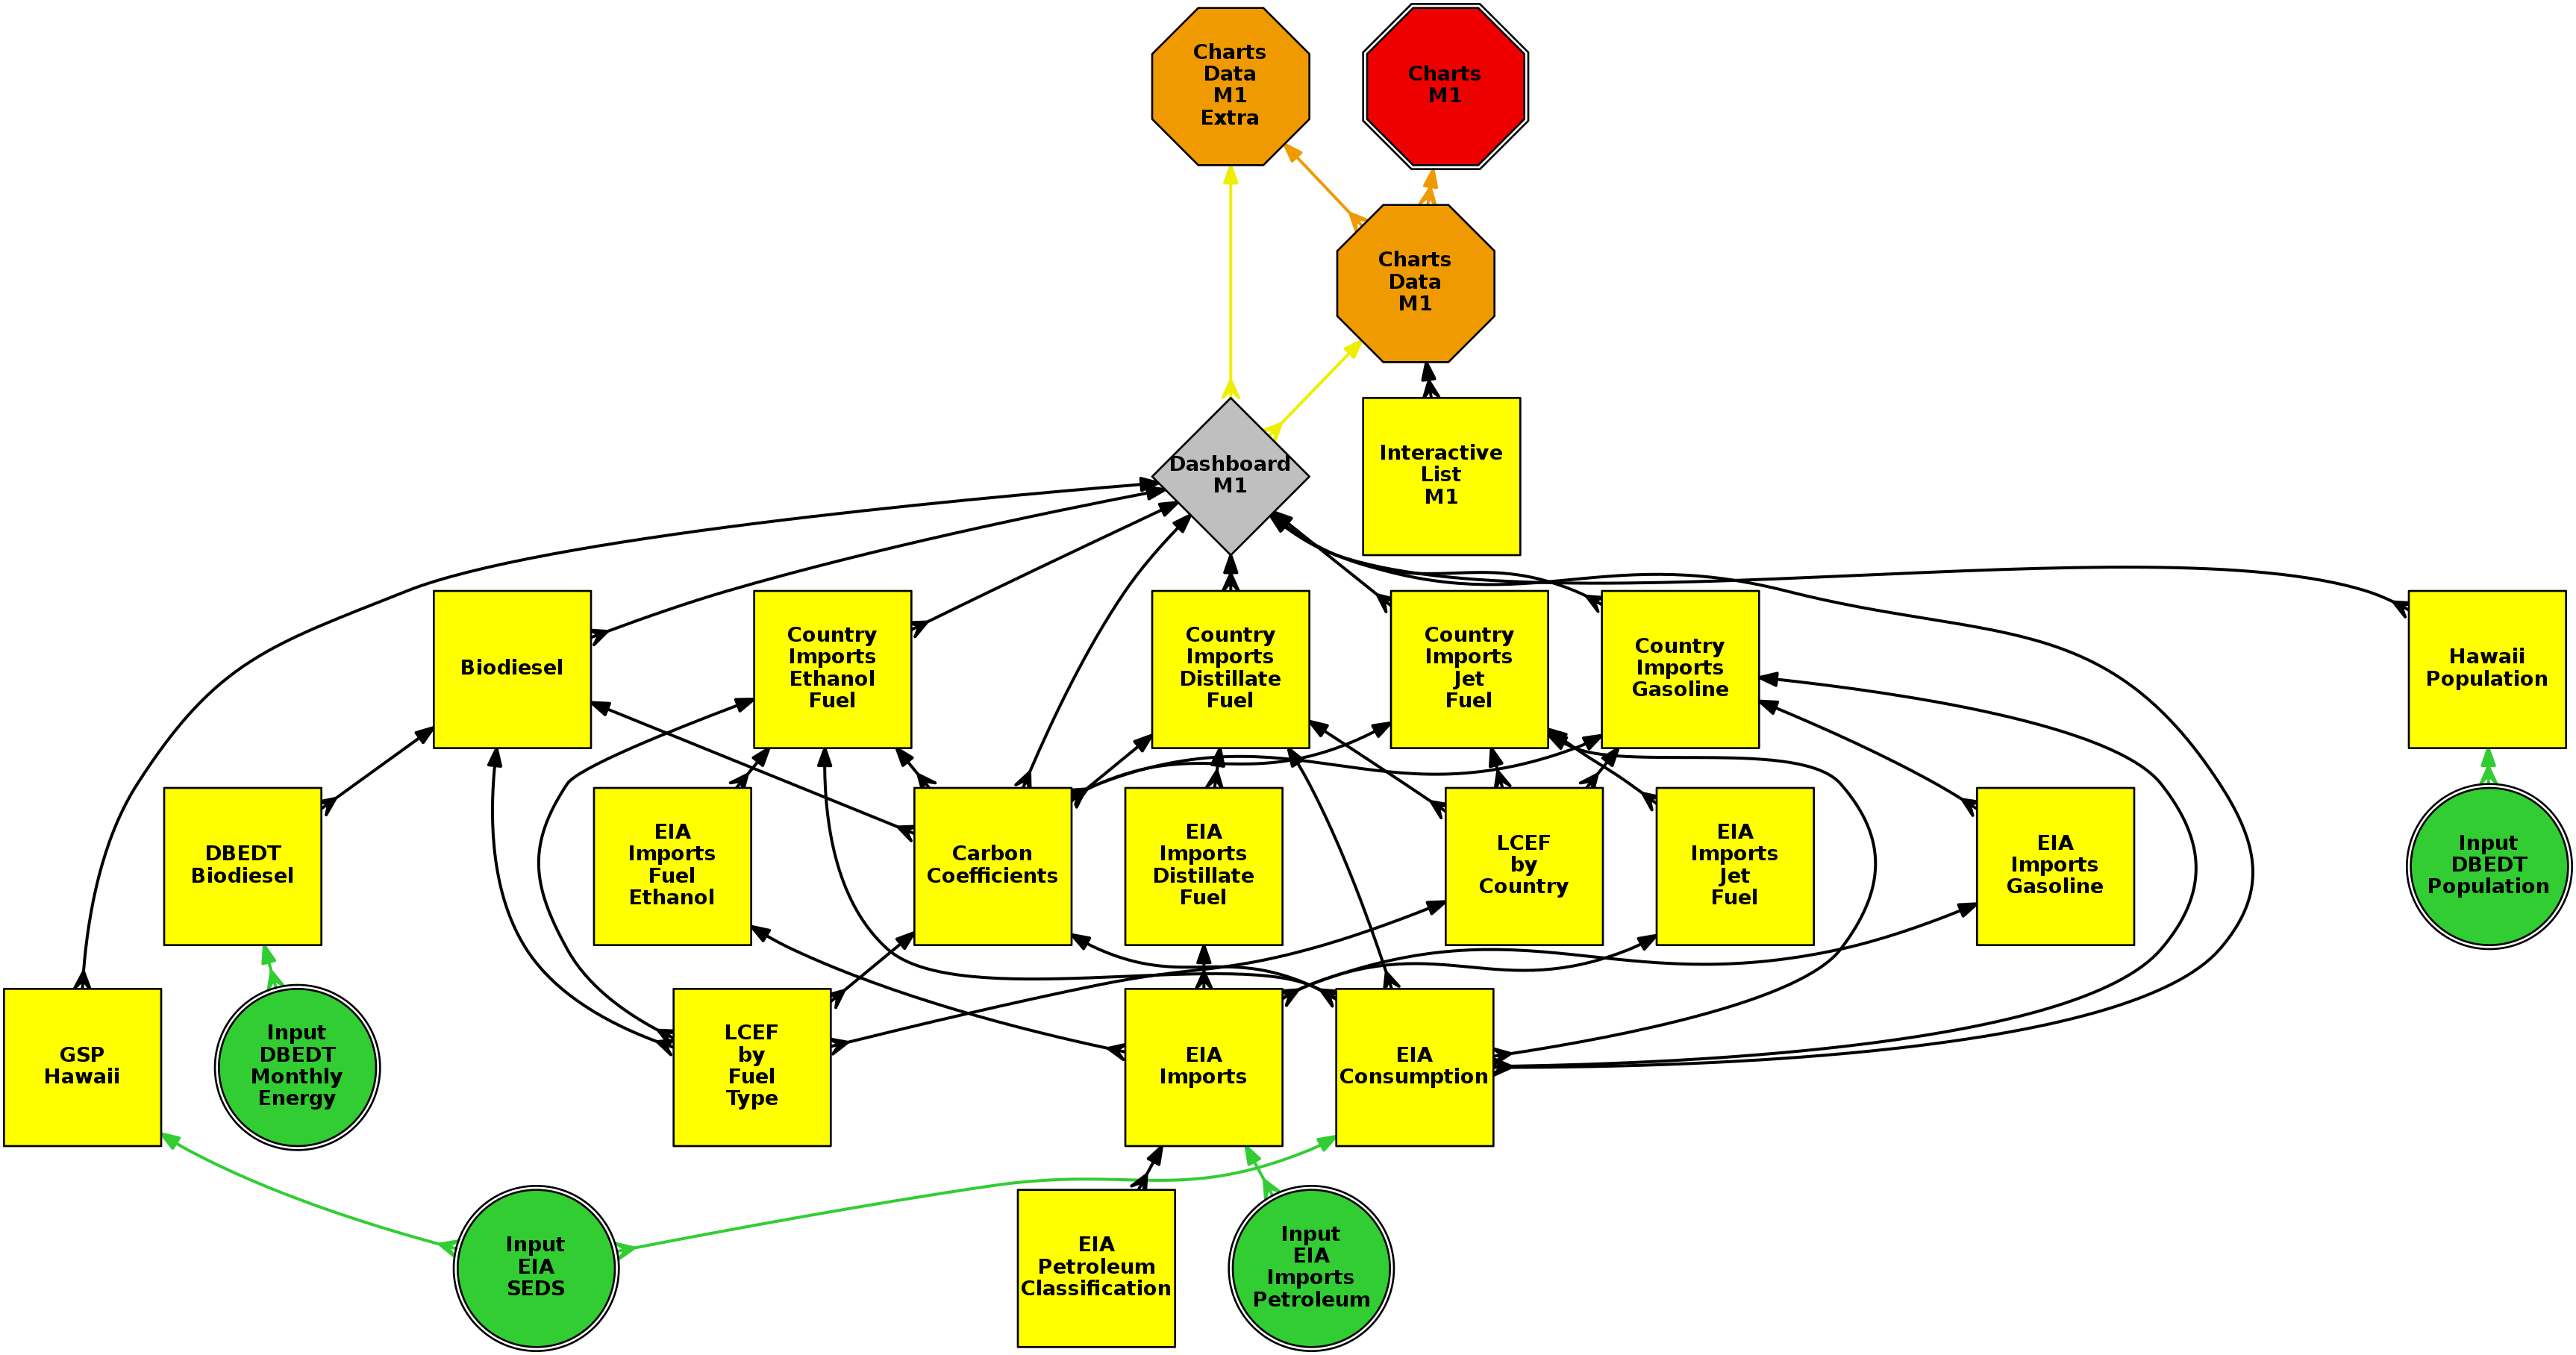 Charts
Data
M1
Extra
Charts
M1
Charts
Data
M1
Dashboard
M1
Interactive
List
M1
Biodiesel
Country
Imports
Ethanol
Fuel
Country
Imports
Distillate
Fuel
Country
Imports
Jet
Fuel
Country
Imports
Gasoline
Hawaii
Population
DBEDT
Biodiesel
EIA
Imports
Fuel
Ethanol
Carbon
Coefficients
EIA
Imports
Distillate
Fuel
LCEF
by
Country
EIA
Imports
Jet
Fuel
EIA
Imports
Gasoline
Input
DBEDT
Population
GSP
Hawaii
Input
DBEDT
Monthly
Energy
LCEF
by
Fuel
Type
EIA
Imports
EIA
Consumption
Input
EIA
SEDS
EIA
Petroleum
Classification
Input
EIA
Imports
Petroleum